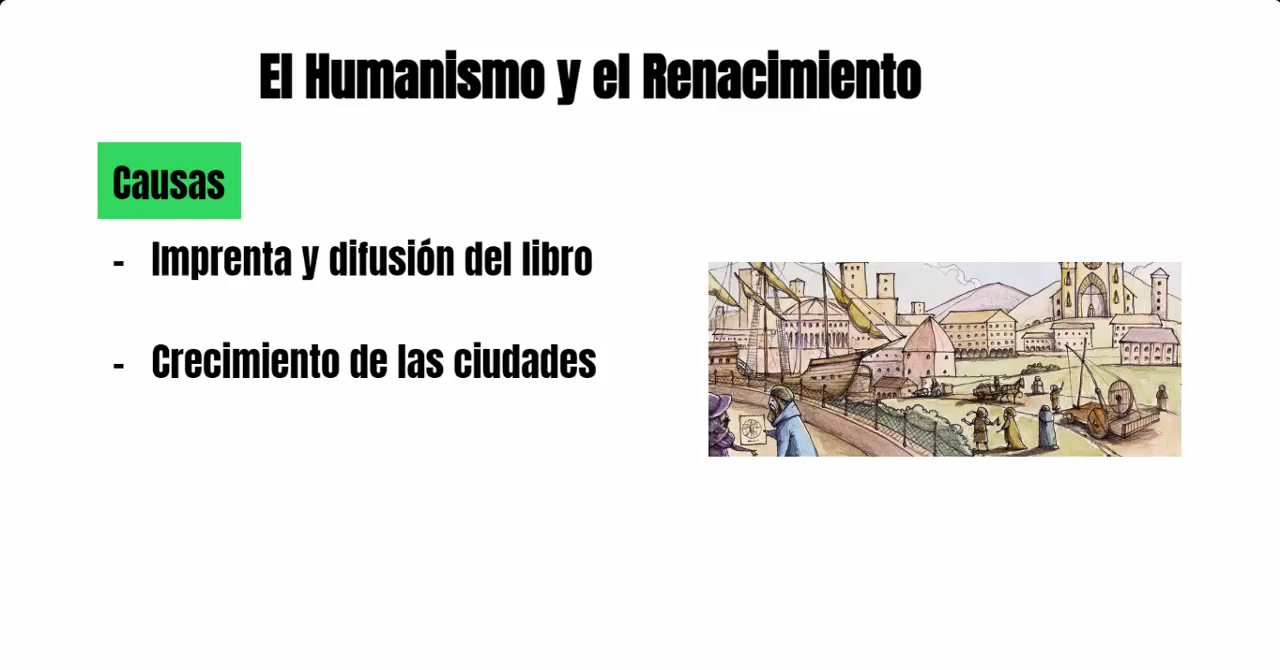 El Humanismo y el Renacimiento
Causas
- Imprenta y difusión del libro
- Crecimiento de las ciudades